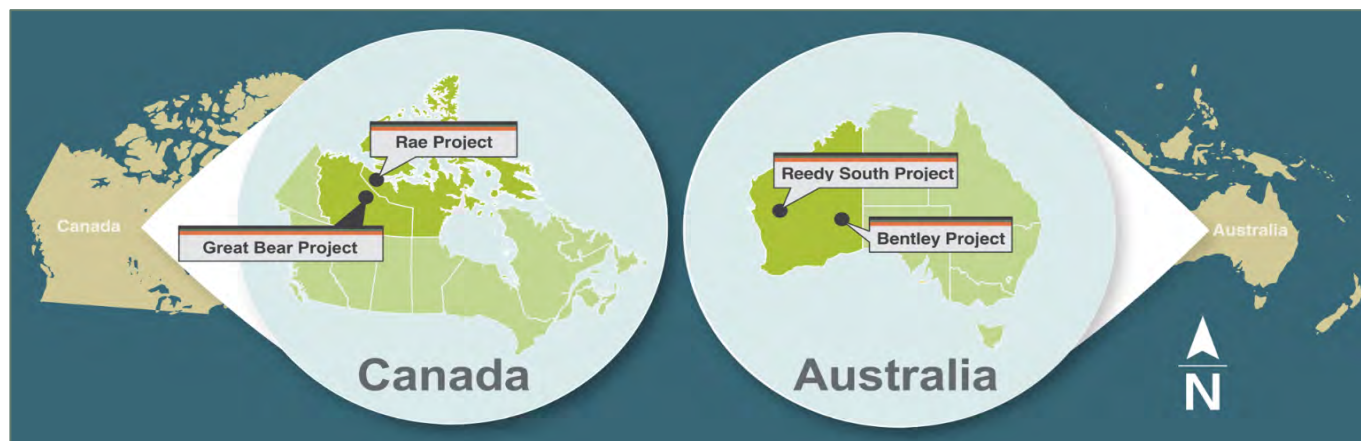 Canada
Rae Project
Great Bear Project
Canada
Reedy South Project
Bentley Project
Australia
Australia
N